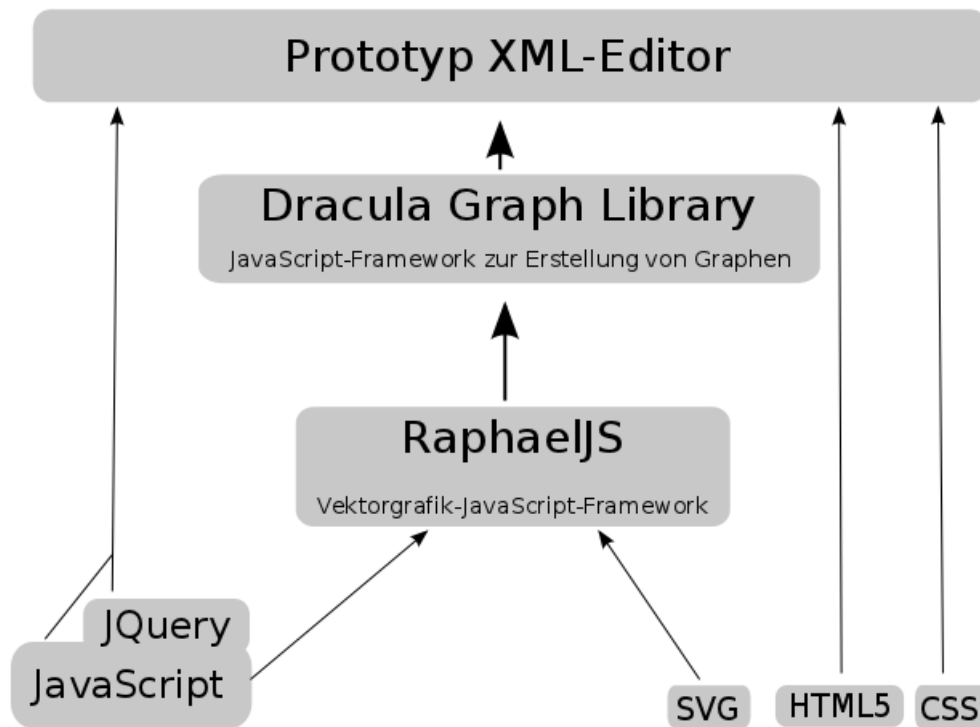 Prototyp XML-Editor
Dracula Graph Library
JavaScript-Framework zur Erstellung von Graphen
RaphaelJS
Vektorgrafik-JavaScript-Framework
JQuery
JavaScript
SVG
HTML5
CSS